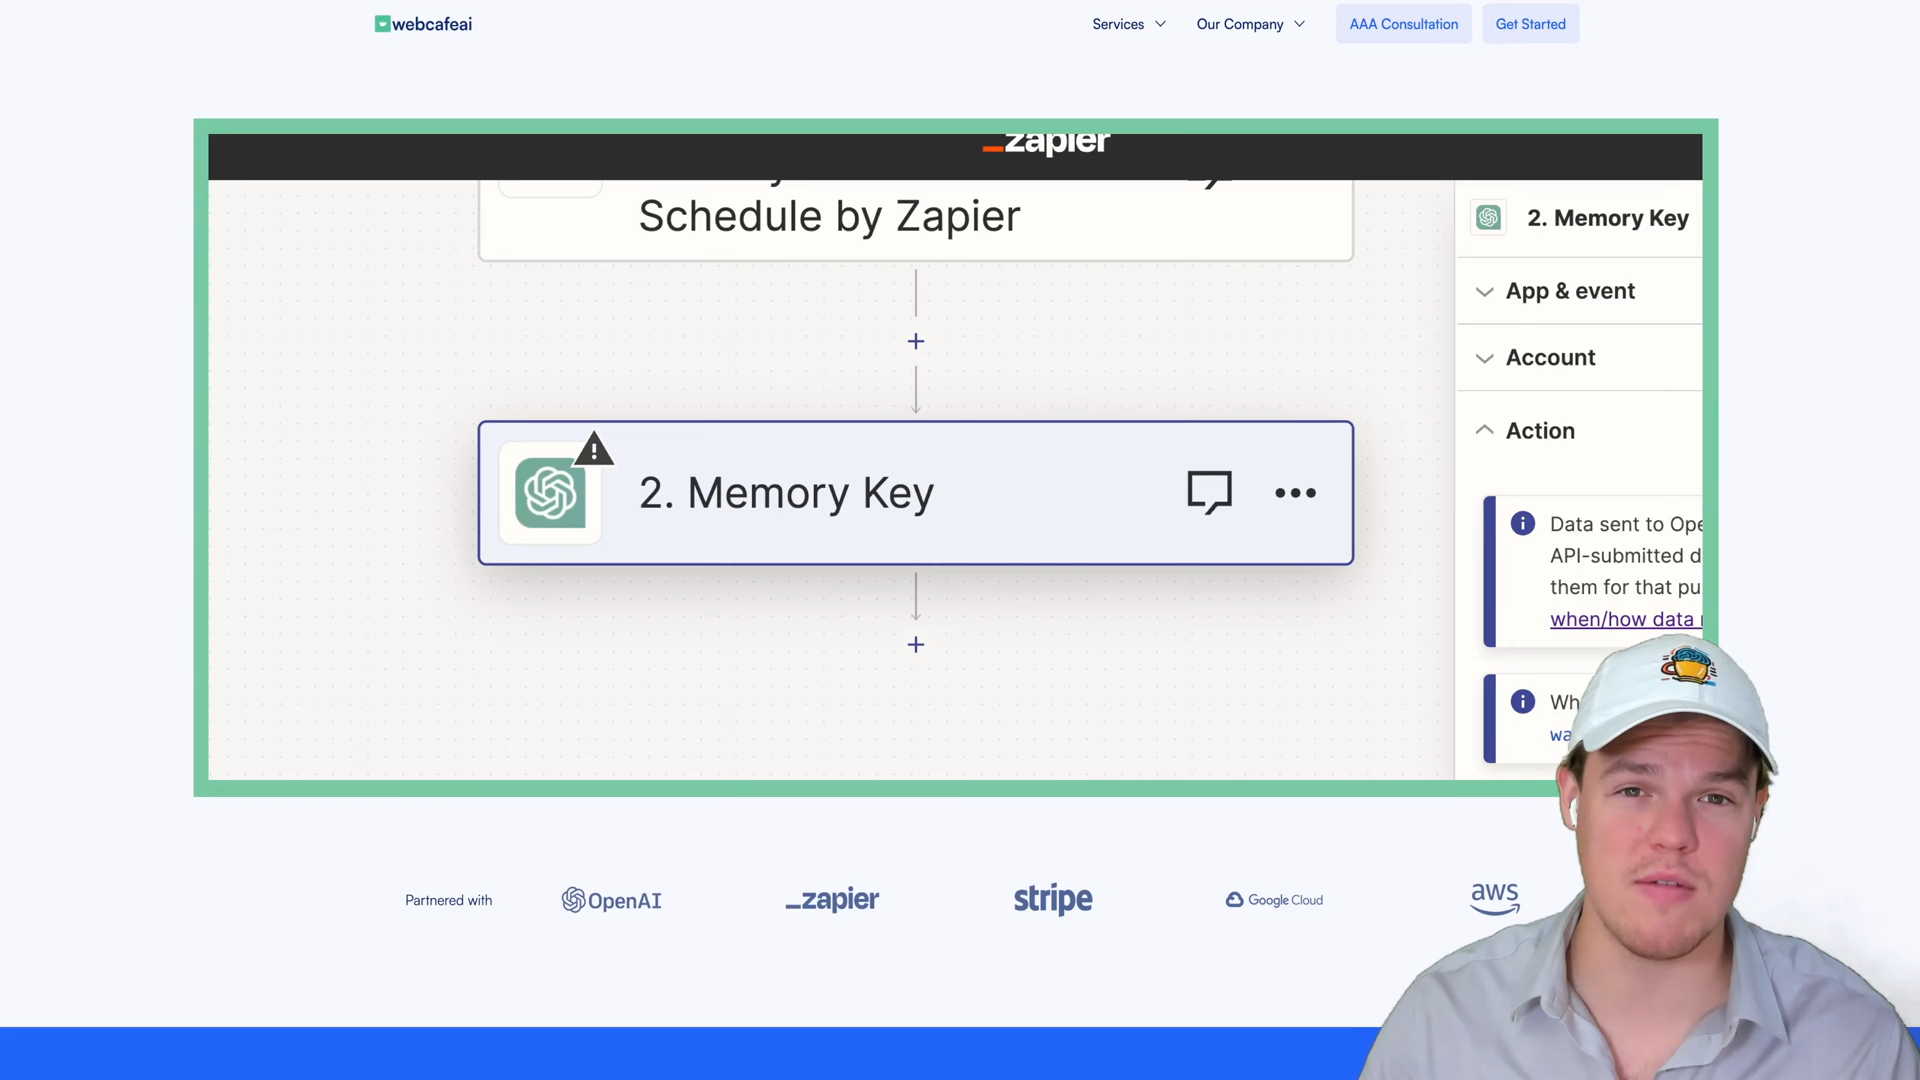 webcafeai
Services
Our Company
AAA Consultation
Get Started
zapier
Schedule by Zapier
2. Memory Key
App & event
Account
Action
2. Memory Key
Data sent to Ope
API-submitted d
them for that pu
when/how data
Wh
wa
Partnered with
OpenAI
zapier
stripe
Google Cloud
aws